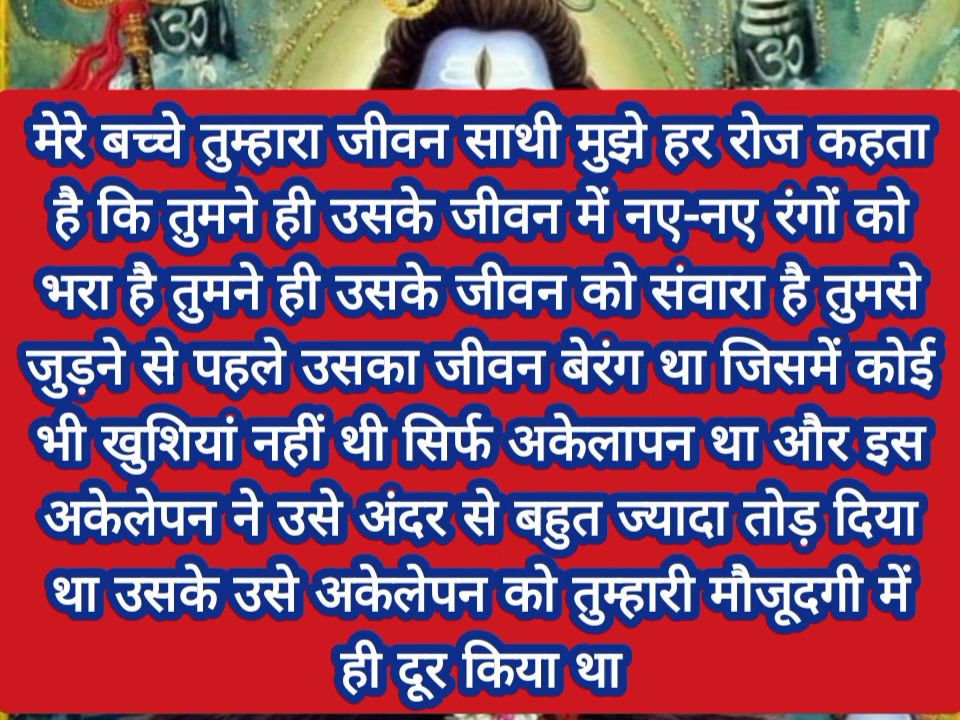 ॐ ॐ
मेरे बच्चे तुम्हारा जीवन साथी मुझे हर रोज कहता
है कि तुमने ही उसके जीवन में नए-नए रंगों को
भरा है तुमने ही उसके जीवन को संवारा है तुमसे
जुड़ने से पहले उसका जीवन बेरंग था जिसमें कोई
भी खुशियां नहीं थी सिर्फ अकेलापन था और इस
अकेलेपन ने उसे अंदर से बहुत ज्यादा तोड़ दिया
था उसके उसे अकेलेपन को तुम्हारी मौजूदगी में
ही दूर किया था